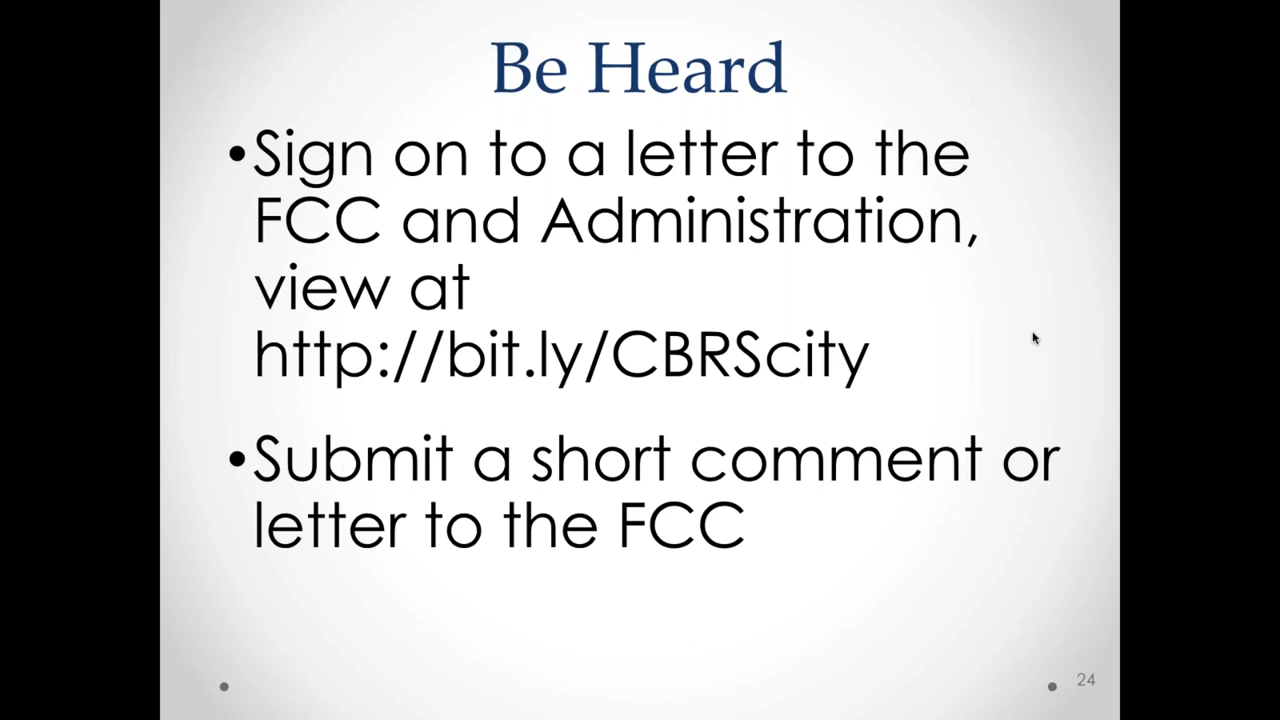 Be Heard
•Sign on to a letter to the
FCC and Administration,
view at
http://bit.ly/CBRScity
•Submit a short comment or
letter to the FCC
24